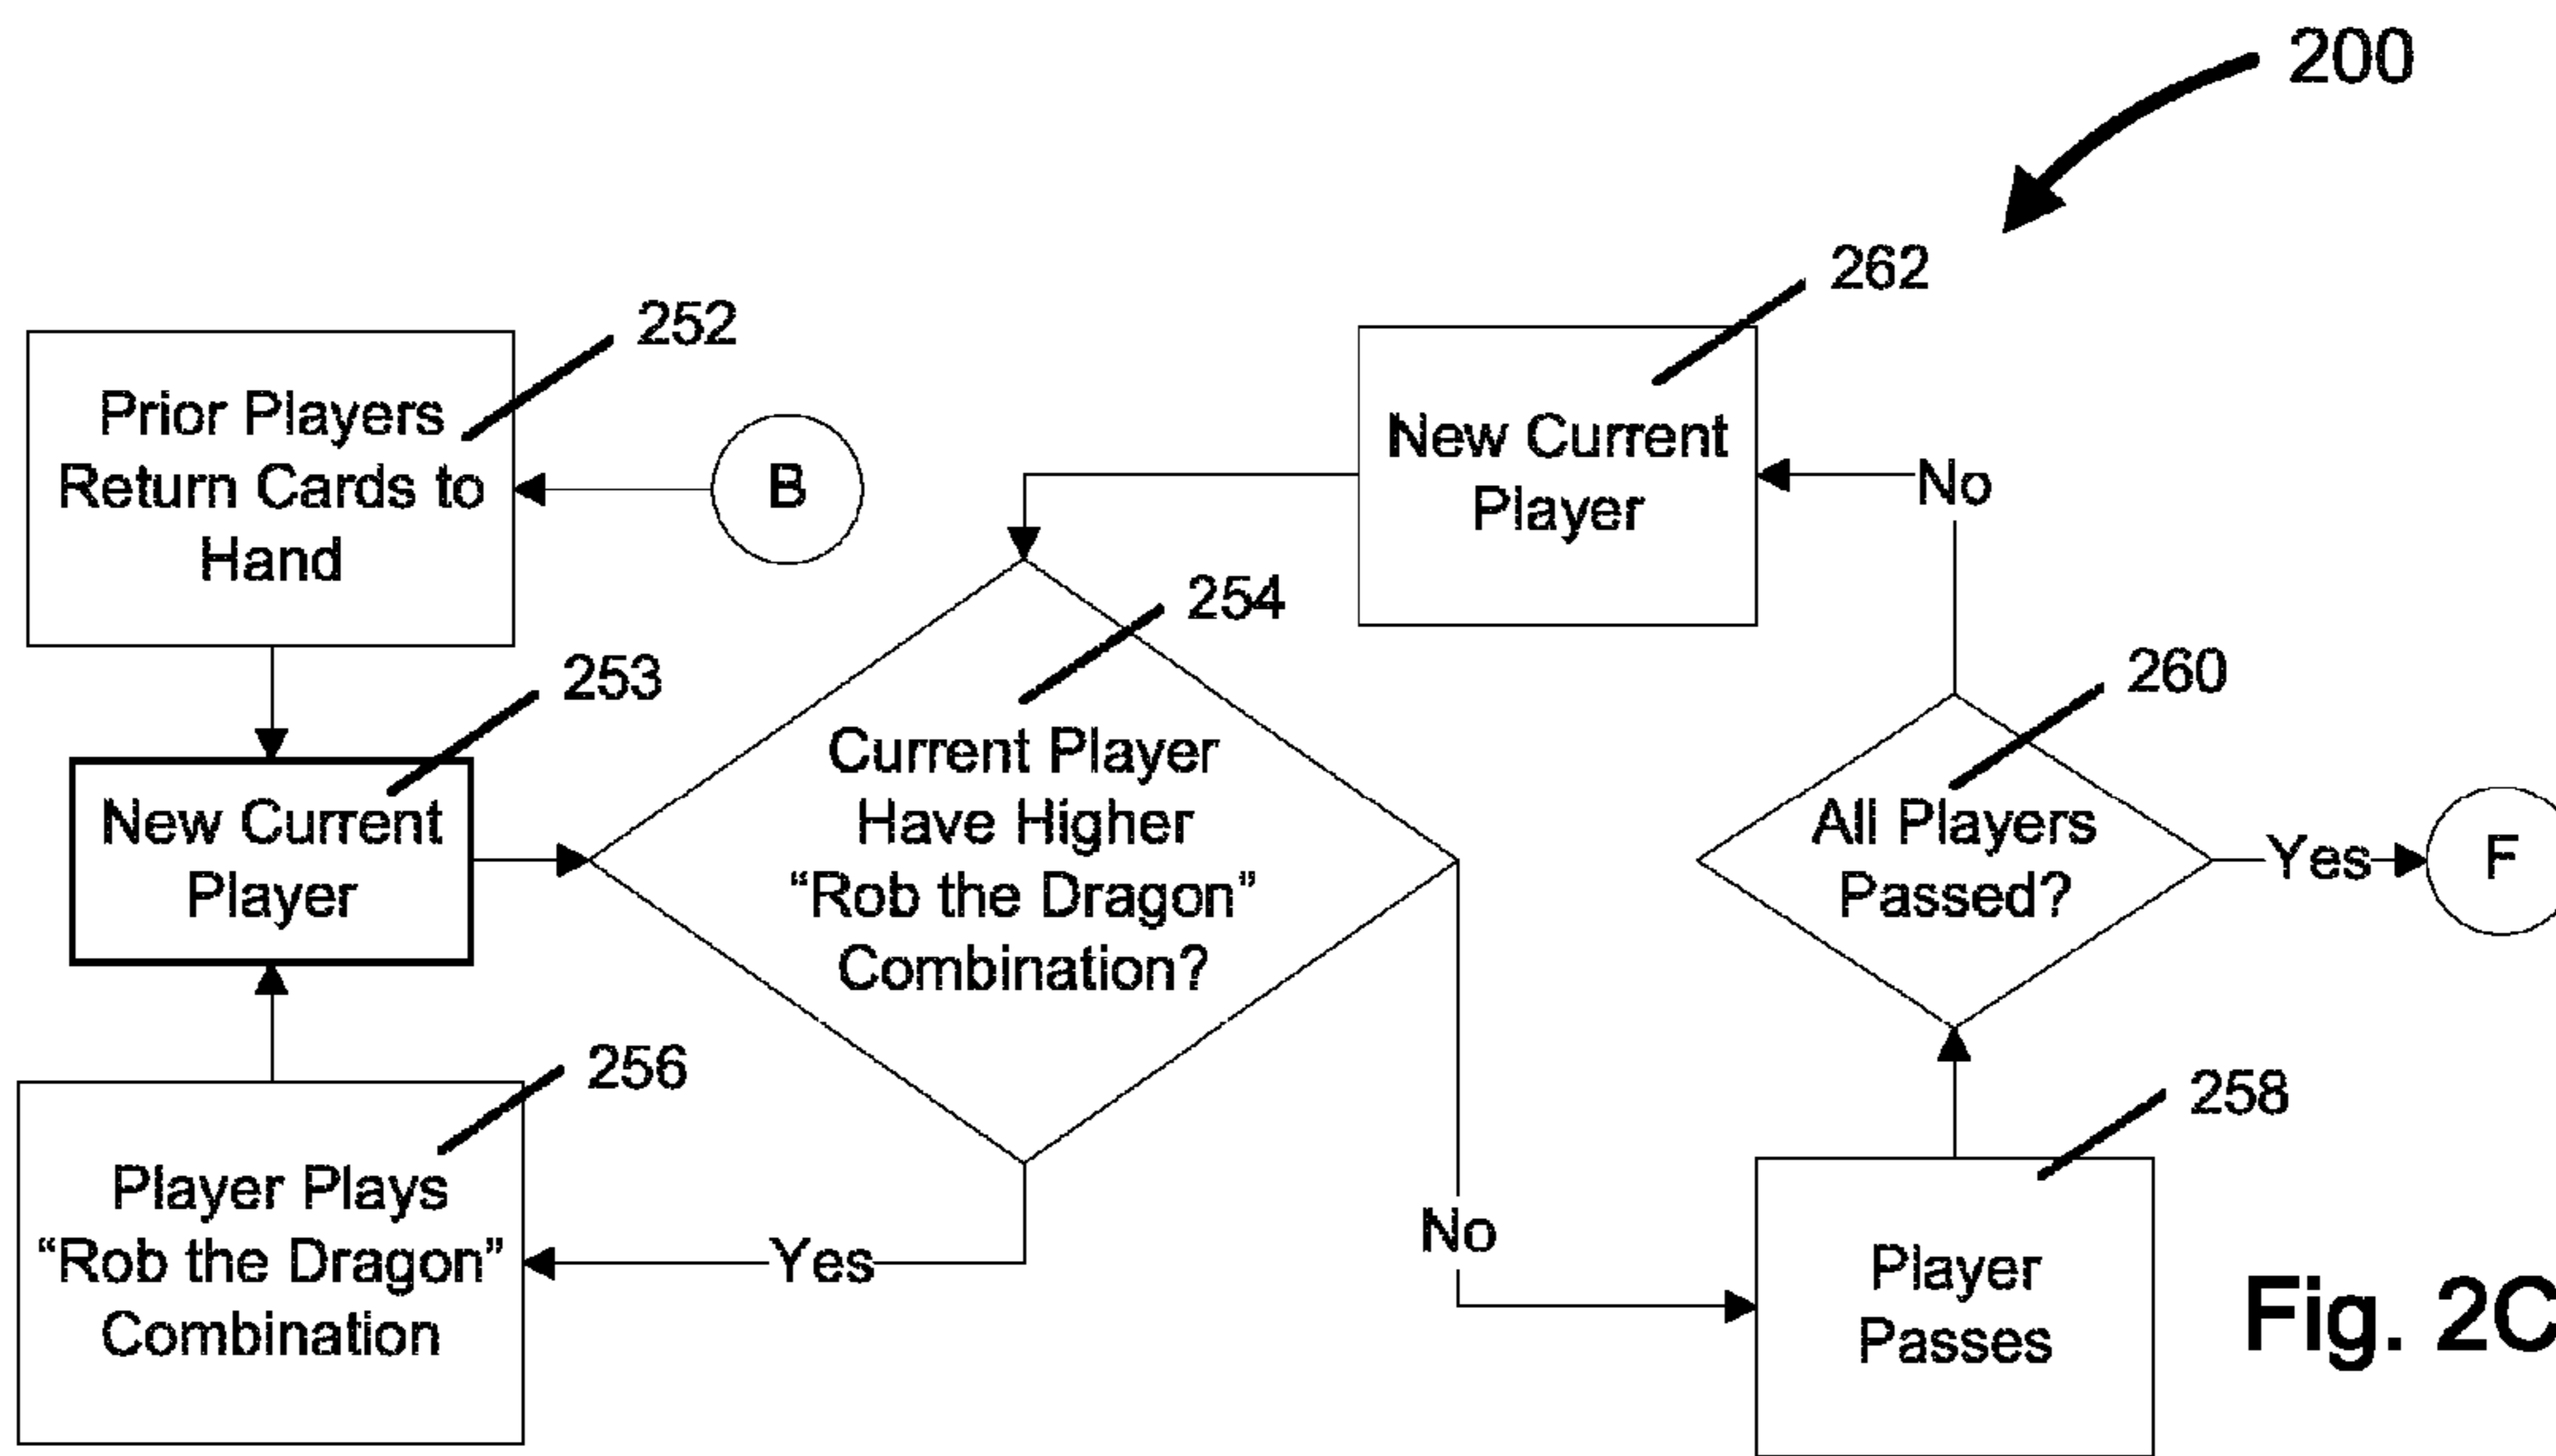 200
262
252
Prior Players
Return Cards to
Hand
B
New Current
Player
No
254
253
260
New Current
Player
Current Player
Have Higher
“Rob the Dragon”
Combination?
All Players
Passed?
Yes
F
256
258
Player Plays
“Rob the Dragon”
Combination
Yes
No
Player
Passes
Fig. 2C